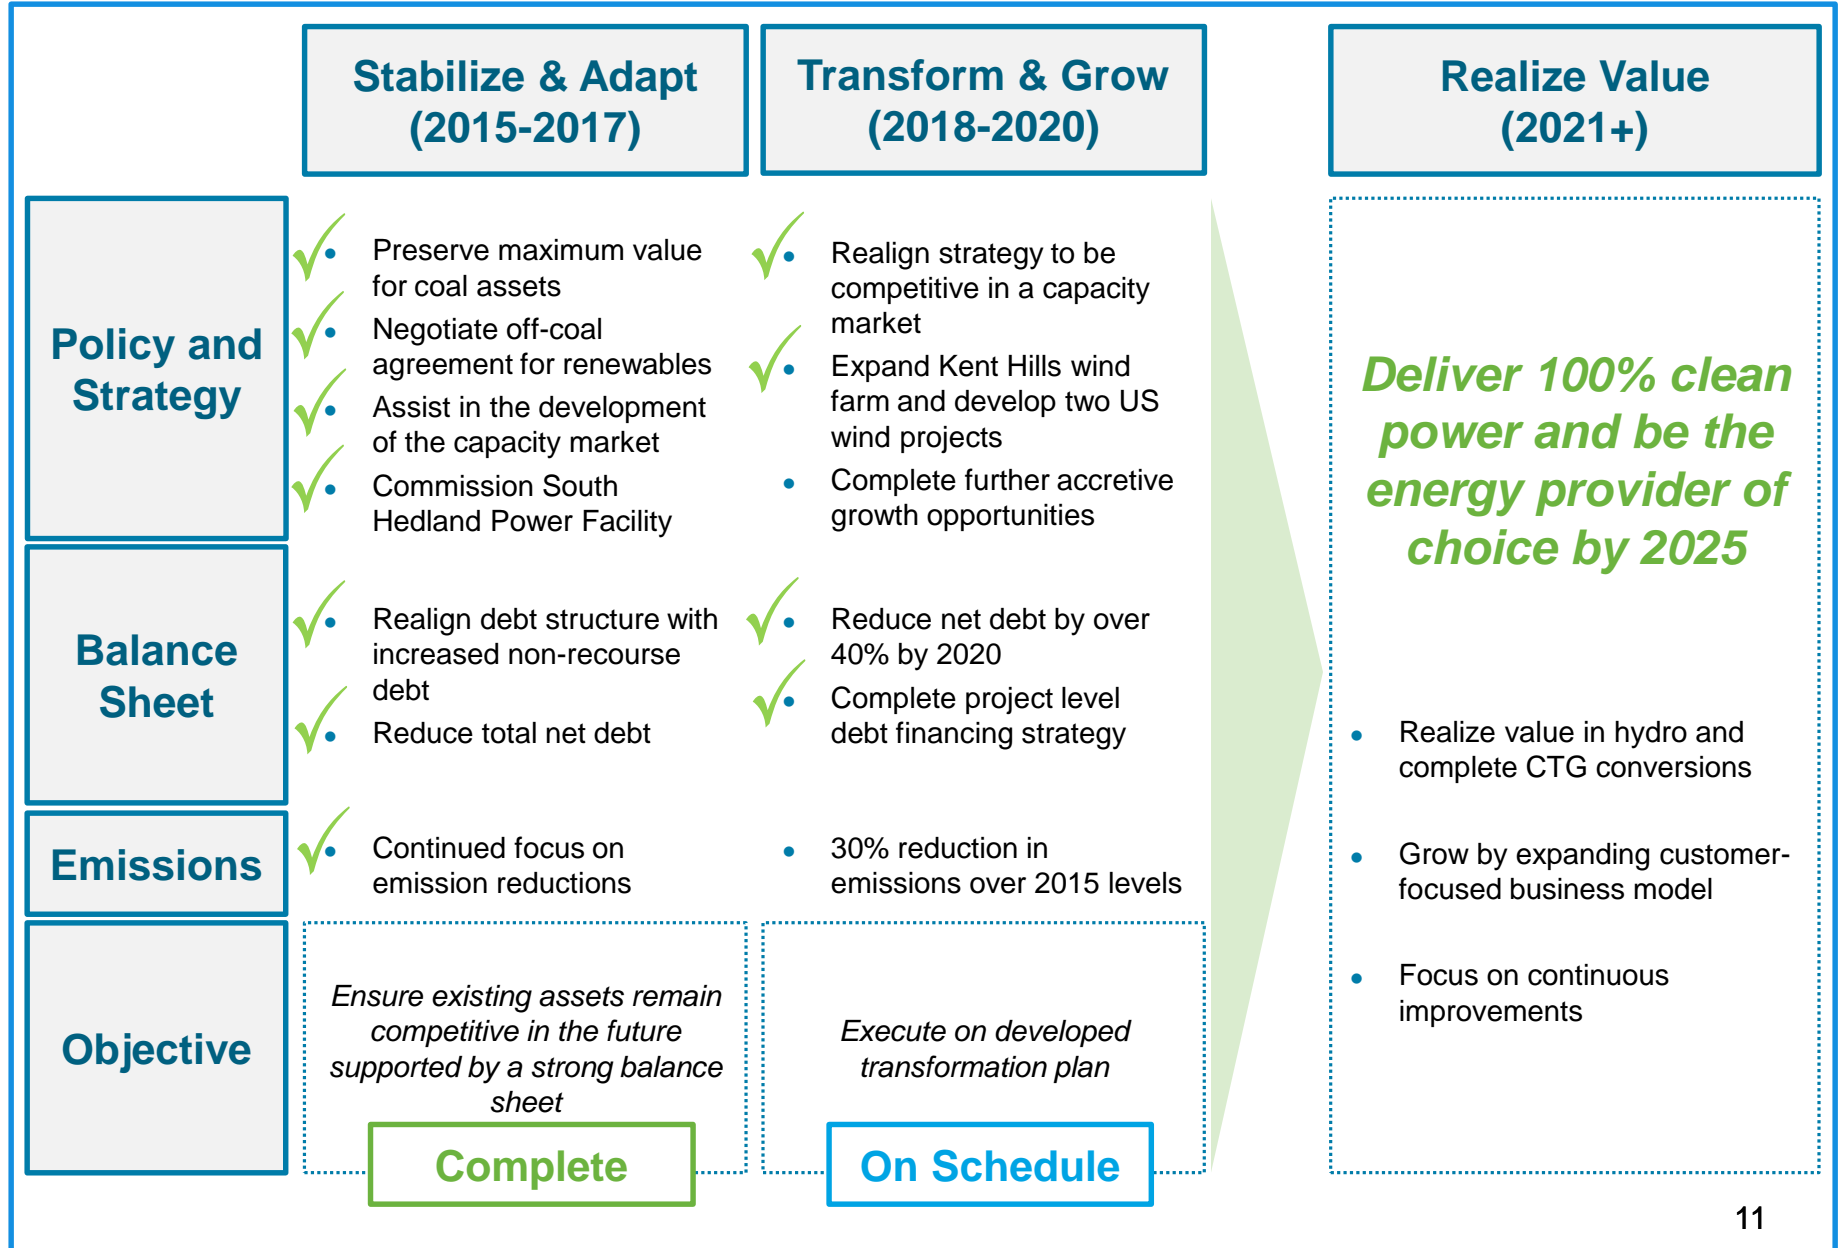 Stabilize & Adapt
(2015-2017)
Transform & Grow
(2018-2020)
Realize Value
(2021+)
Policy and
Strategy
• Preserve maximum value
for coal assets
• Negotiate off-coal
agreement for renewables
• Assist in the development
of the capacity market
• Commission South
Hedland Power Facility
• Realign strategy to be
competitive in a capacity
market
• Expand Kent Hills wind
farm and develop two US
wind projects
• Complete further accretive
growth opportunities
Balance
Sheet
• Realign debt structure with
increased non-recourse
debt
• Reduce total net debt
• Reduce net debt by over
40% by 2020
• Complete project level
debt financing strategy
Emissions
• Continued focus on
emission reductions
• 30% reduction in
emissions over 2015 levels
Objective
Ensure existing assets remain
competitive in the future
supported by a strong balance
sheet
Complete
Execute on developed
transformation plan
On Schedule
Deliver 100% clean
power and be the
energy provider of
choice by 2025
• Realize value in hydro and
complete CTG conversions
• Grow by expanding customer-
focused business model
• Focus on continuous
improvements
11